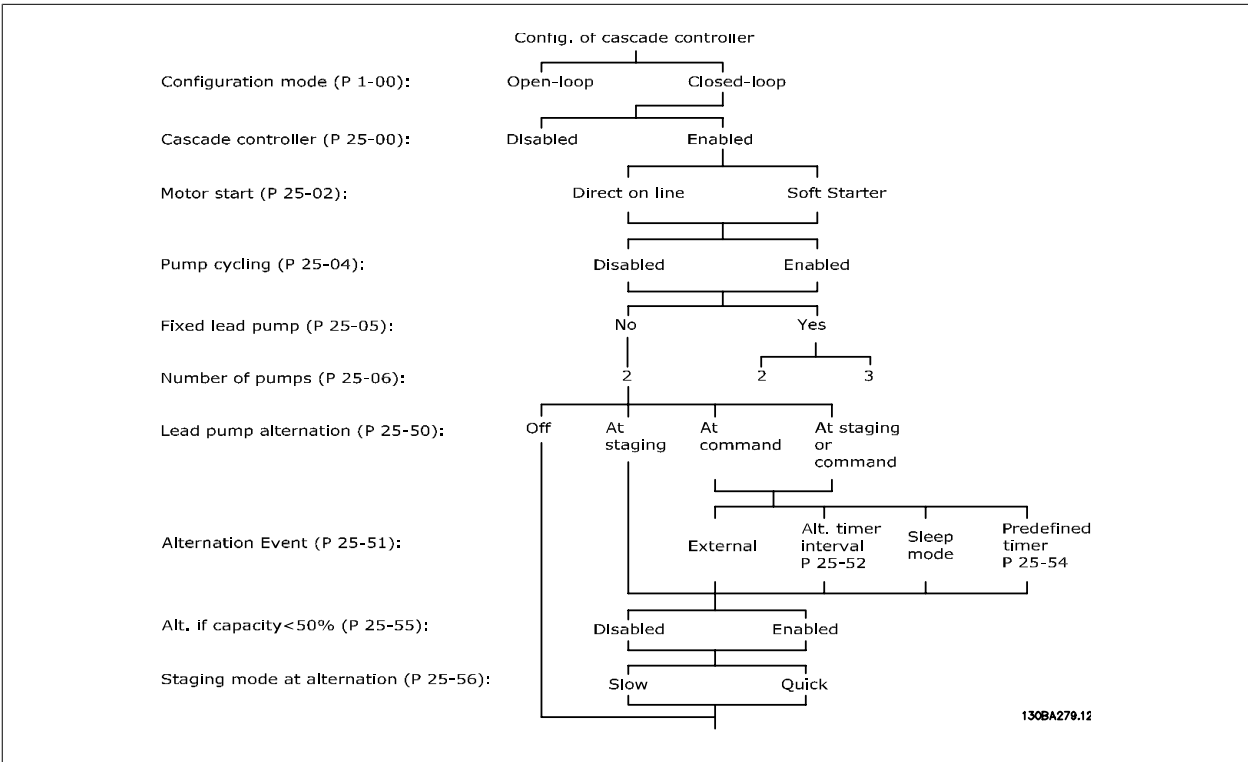 Config. of cascade controller
Configuration mode (P 1-00): Open-loop Closed-loop
Cascade controller (P 25-00): Disabled Enabled
Motor start (P 25-02): Direct on line Soft Starter
Pump cycling (P 25-04): Disabled Enabled
Fixed lead pump (P 25-05): No Yes
Number of pumps (P 25-06): 2 2 3
Lead pump alternation (P 25-50): Off At staging At command At staging or command
Alternation Event (P 25-51): External Alt. timer interval P 25-52 Sleep mode Predefined timer P 25-54
Alt. if capacity<50% (P 25-55): Disabled Enabled
Staging mode at alternation (P 25-56): Slow Quick
130BA279.12